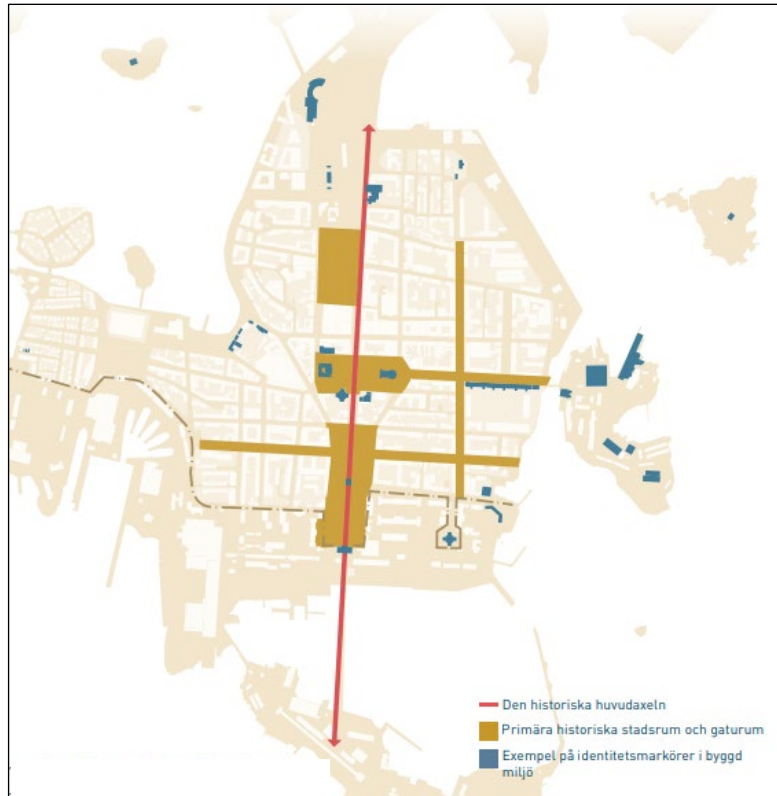 Den historiska huvudaxeln
Primära historiska stadsrum och gaturum
Exempel på identitetsmarkörer i byggd
miljö